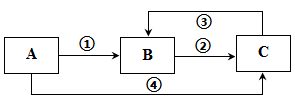 ③
A ① B ② C
④